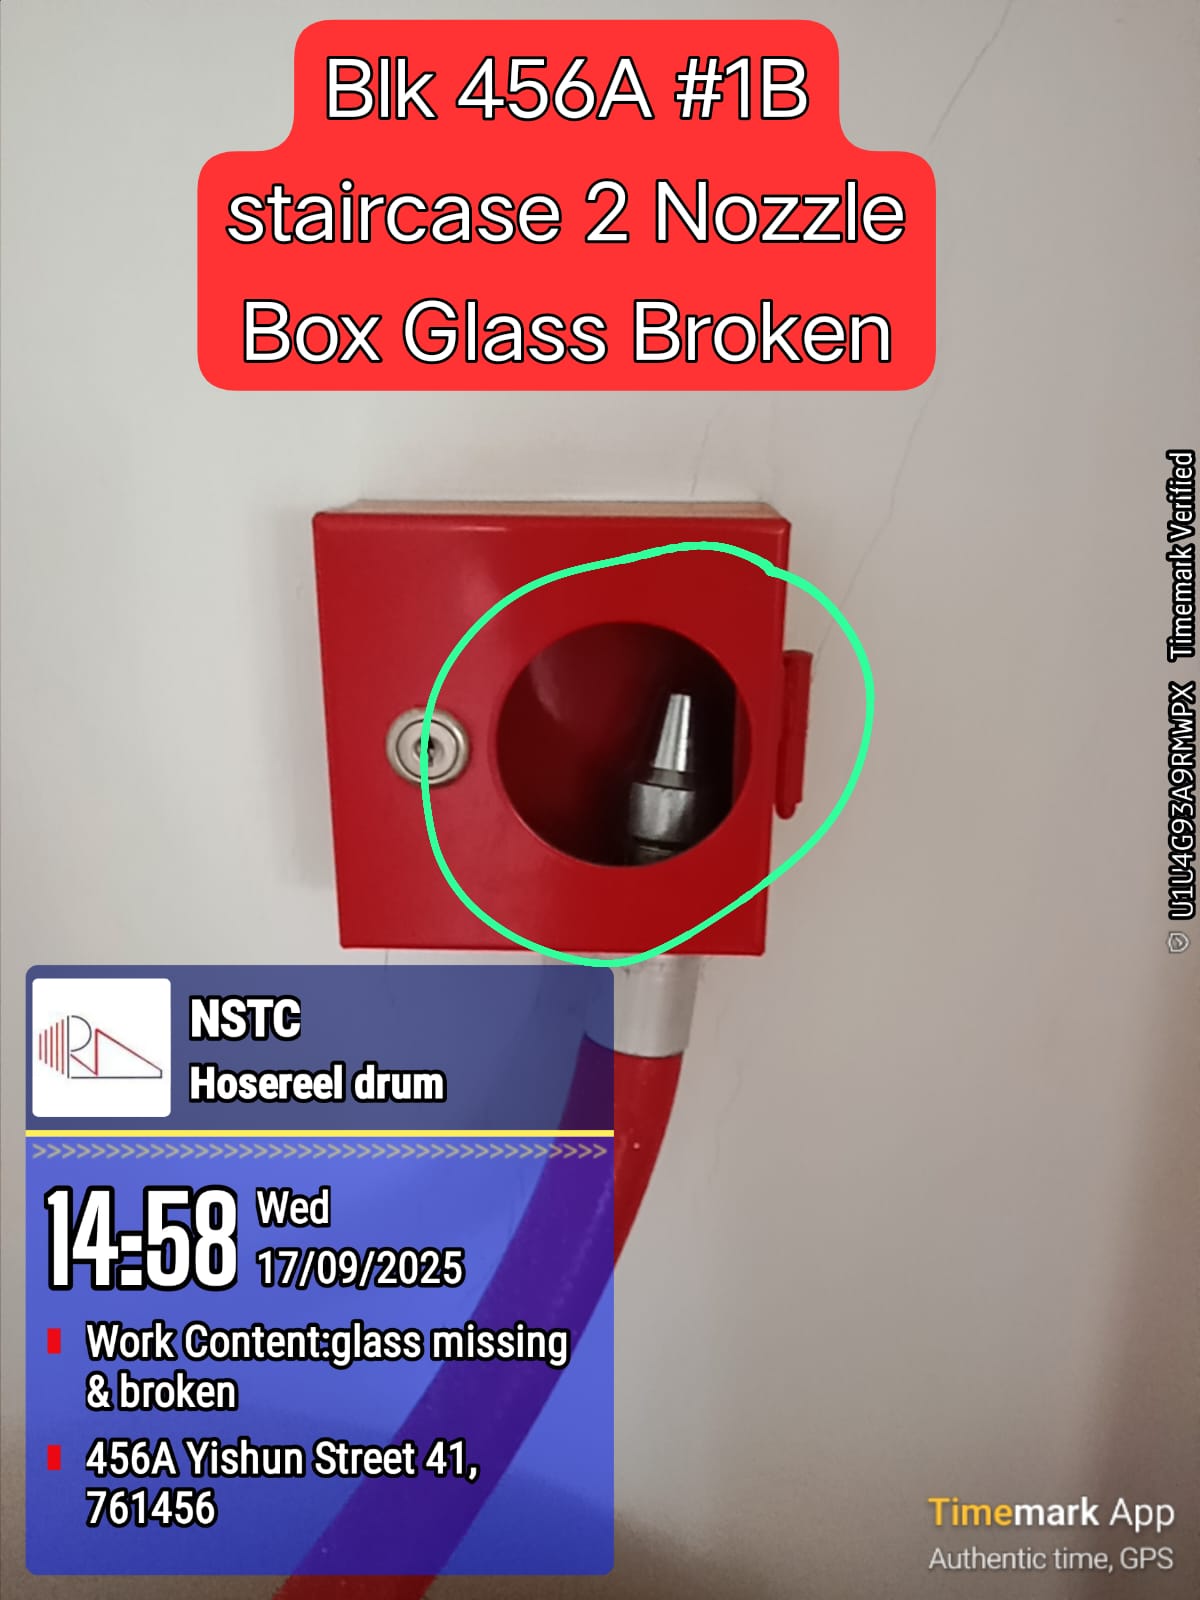 Blk 456A #1B
staircase 2 Nozzle
Box Glass Broken
U1U4G93A9RMWPX Timemark Verified
NSTC
Hosereel drum
>>>>>>>>>>>>>>>>>>>>>>>>>>>>>>>>>>>>>>>
14:58
Wed
17/09/2025
Work Content:glass missing
& broken
456A Yishun Street 41,
761456
Timemark App
Authentic time, GPS